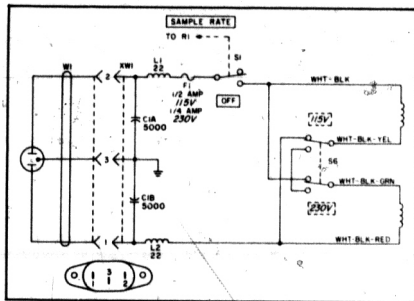 SAMPLE RATE
TO R1
S1
W1
2
XW1
L1
22
F1
1/2 AMP
115V
1/4 AMP
230V
OFF
WHT-BLK
C1A
5000
115V
WHT-BLK-YEL
3
S6
C1B
5000
WHT-BLK-GRN
230V
1
L2
22
WHT-BLK-RED
3
1
2